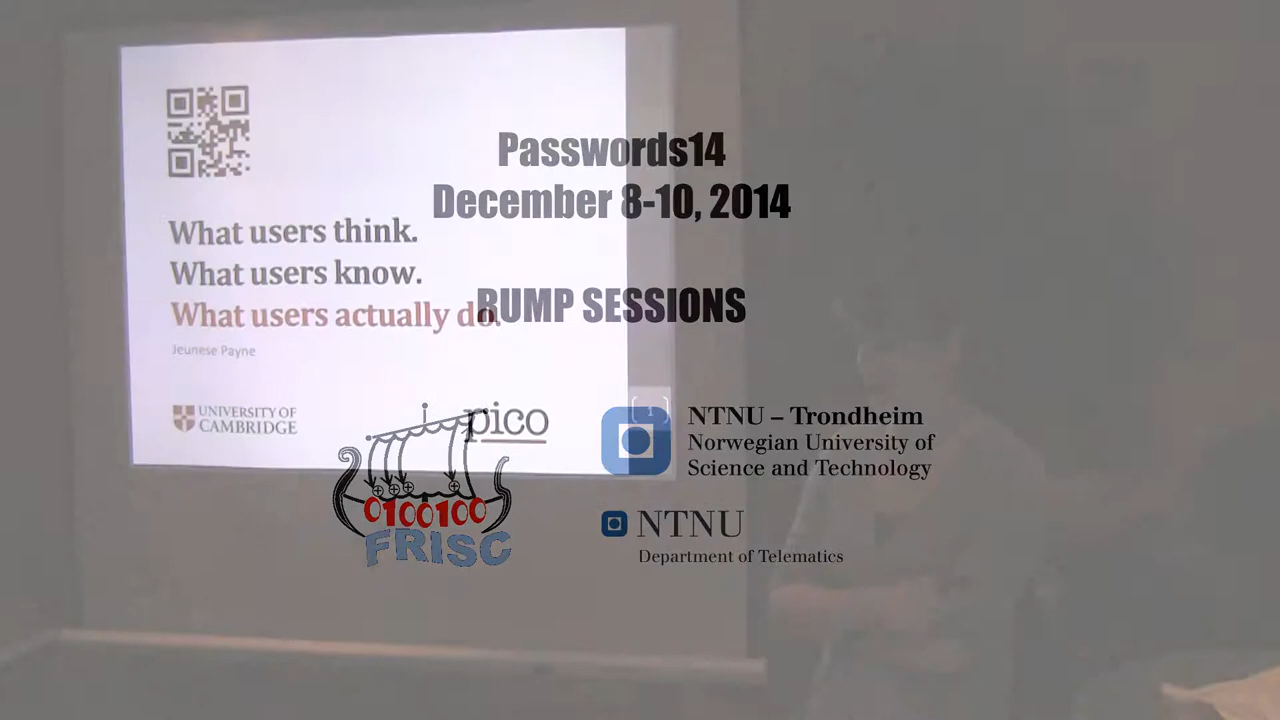 Passwords14
December 8-10, 2014
RUMP SESSIONS
What users think.
What users know.
What users actually do.
Jeunese Payne
UNIVERSITY OF
CAMBRIDGE
pico
0100100
FRISC
{ 1 }
NTNU – Trondheim
Norwegian University of
Science and Technology
NTNU
Department of Telematics